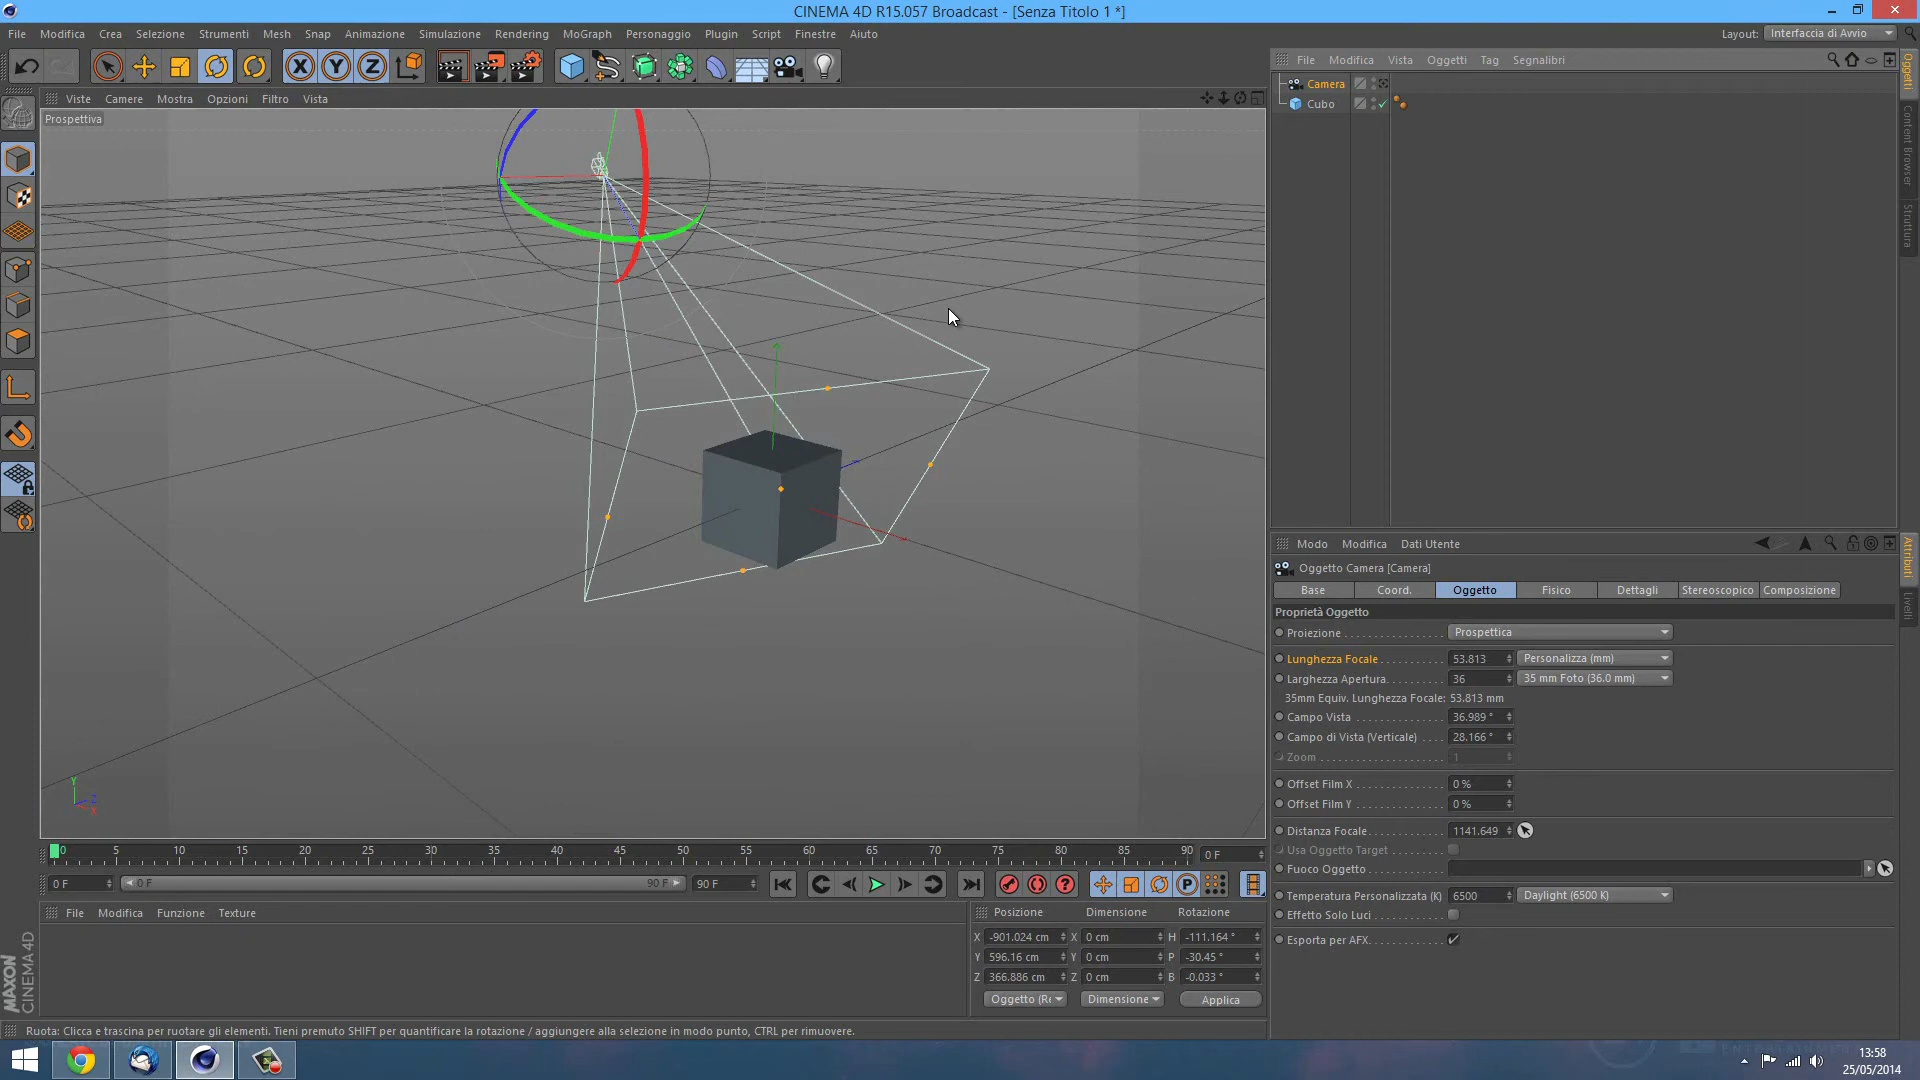 CINEMA 4D R15.057 Broadcast - [Senza Titolo 1 *]
File Modifica Crea Selezione Strumenti Mesh Snap Animazione Simulazione Rendering MoGraph Personaggio Plugin Script Finestre Aiuto
Layout: Interfaccia di Avvio
File Modifica Vista Oggetti Tag Segnalibri
Viste Camere Mostra Opzioni Filtro Vista
Prospettiva
Camera
Cubo
Oggetti
Content Browser
Struttura
Modo Modifica Dati Utente
Oggetto Camera [Camera]
Base Coord. Oggetto Fisico Dettagli Stereoscopico Composizione
Attributi
Livelli
Proprietà Oggetto
Proiezione Prospettica
Lunghezza Focale 53.813 Personalizza (mm)
Larghezza Apertura 36 35 mm Foto (36.0 mm)
35mm Equiv. Lunghezza Focale: 53.813 mm
Campo Vista 36.989 °
Campo di Vista (Verticale) 28.166 °
Zoom 1
Offset Film X 0 %
Offset Film Y 0 %
Distanza Focale 1141.649
Usa Oggetto Target
Fuoco Oggetto
Temperatura Personalizzata (K) 6500 Daylight (6500 K)
Effetto Solo Luci
Esporta per AFX
Y
Z
X
0 5 10 15 20 25 30 35 40 45 50 55 60 65 70 75 80 85 90 0 F
0 F 0 F 90 F 90 F
File Modifica Funzione Texture
Posizione Dimensione Rotazione
X -901.024 cm X 0 cm H -111.164 °
Y 596.16 cm Y 0 cm P -30.45 °
Z 366.886 cm Z 0 cm B -0.033 °
Oggetto (Re Dimensione Applica
MAXON
CINEMA 4D
Ruota: Clicca e trascina per ruotare gli elementi. Tieni premuto SHIFT per quantificare la rotazione / aggiungere alla selezione in modo punto, CTRL per rimuovere.
13:58
25/05/2014